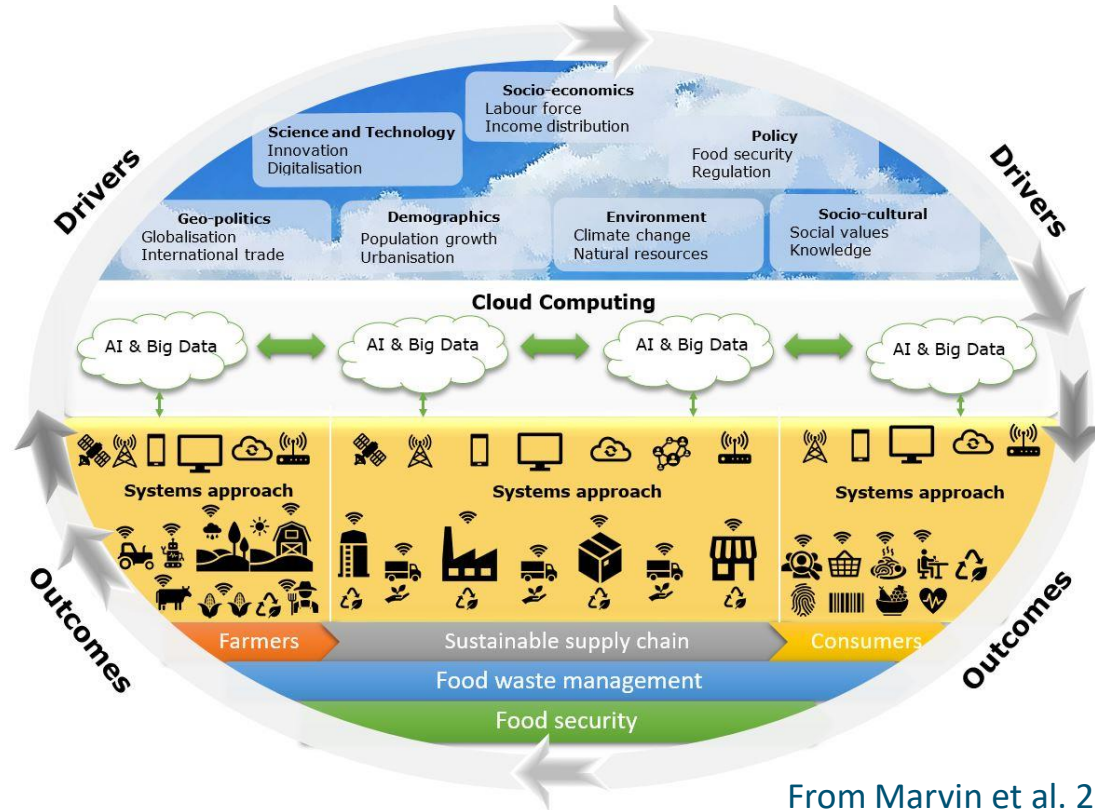 Socio-economics
Labour force
Income distribution
Science and Technology
Innovation
Digitalisation
Policy
Food security
Regulation
Geo-politics
Globalisation
International trade
Demographics
Population growth
Urbanisation
Environment
Climate change
Natural resources
Socio-cultural
Social values
Knowledge
Drivers
Drivers
Cloud Computing
AI & Big Data
AI & Big Data
AI & Big Data
AI & Big Data
Systems approach
Systems approach
Systems approach
Outcomes
Outcomes
Farmers
Sustainable supply chain
Consumers
Food waste management
Food security
From Marvin et al. 2